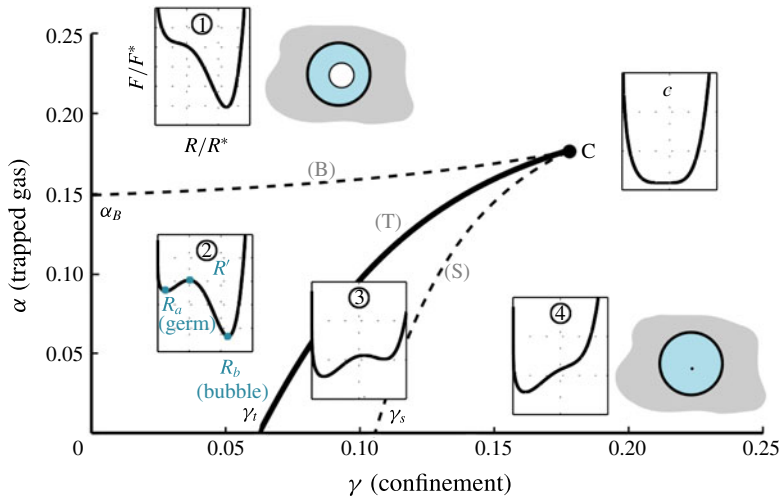 0.25
0.20
0.15
0.10
0.05
0
0.05
0.10
0.15
0.20
0.25
α (trapped gas)
γ (confinement)
1
F/F*
R/R*
c
C
(B)
α_B
(T)
(S)
2
R′
R_a
(germ)
R_b
(bubble)
3
4
γ_t
γ_s